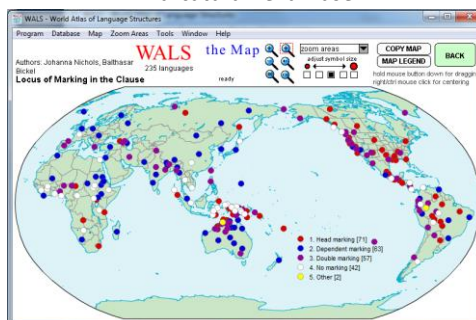 WALS - World Atlas of Language Structures
Program Database Map Zoom Areas Tools Window Help
WALS the Map
235 languages
ready
Authors: Johanna Nichols, Balthasar
Bickel
Locus of Marking in the Clause
zoom areas
adjust symbol size
COPY MAP
MAP LEGEND
BACK
hold mouse button down for dragging
right/ctrl mouse click for centering
1. Head marking [71]
2. Dependent marking [63]
3. Double marking [57]
4. No marking [42]
5. Other [2]